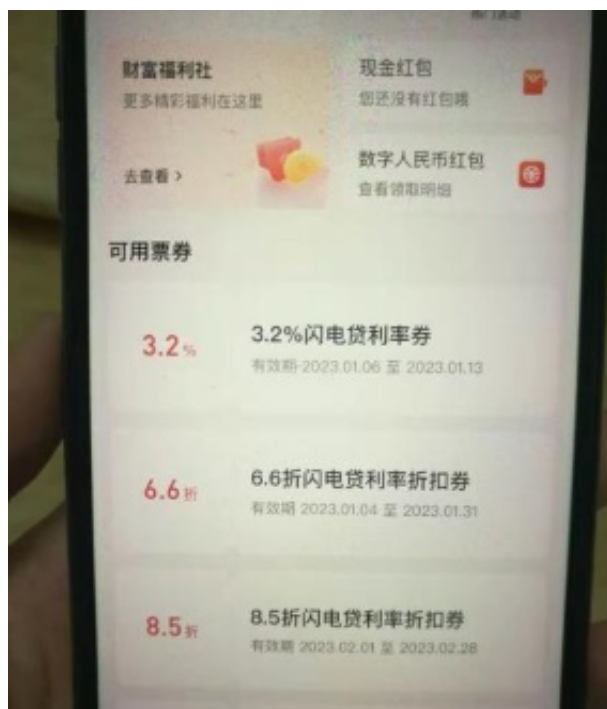 热门活动
财富福利社
更多精彩福利在这里
去查看 >
现金红包
您还没有红包哦
数字人民币红包
查看领取明细
可用票券
3.2%
3.2%闪电贷利率券
有效期 2023.01.06 至 2023.01.13
6.6折
6.6折闪电贷利率折扣券
有效期 2023.01.04 至 2023.01.31
8.5折
8.5折闪电贷利率折扣券
有效期 2023.02.01 至 2023.02.28